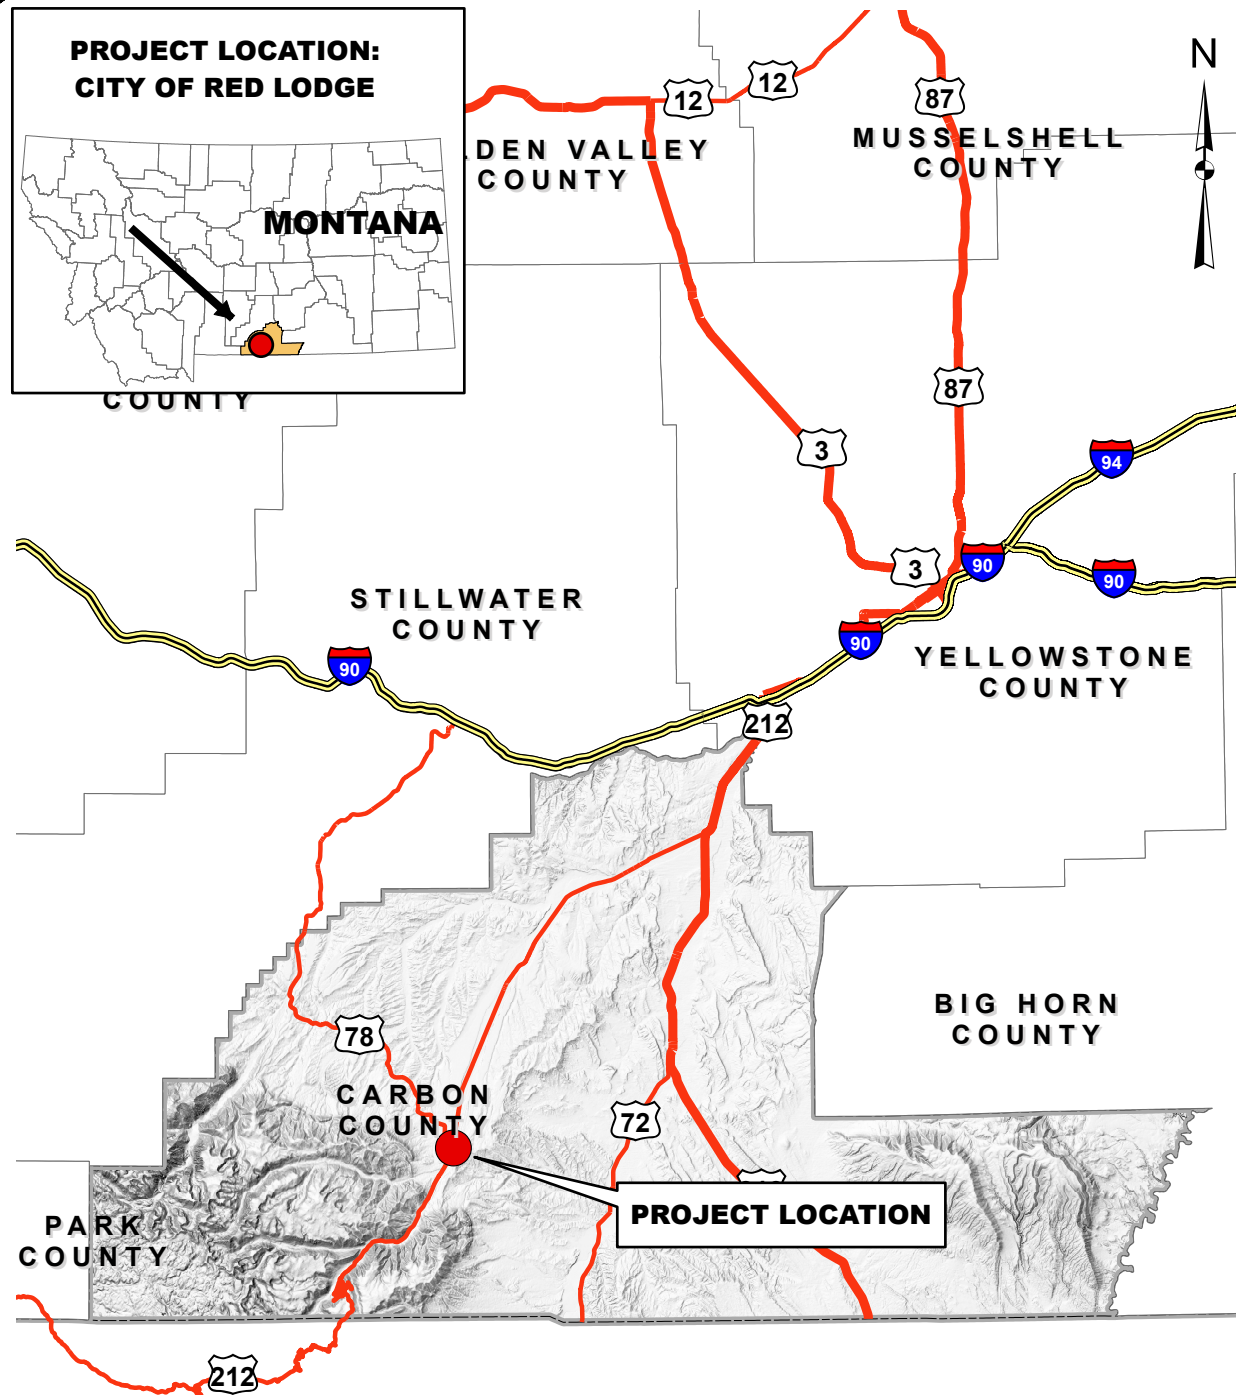 PROJECT LOCATION:
CITY OF RED LODGE
MONTANA
N
12
12
87
DEN VALLEY
COUNTY
MUSSELSHELL
COUNTY
87
COUNTY
3
94
3
90
90
STILLWATER
COUNTY
90
90
YELLOWSTONE
COUNTY
212
BIG HORN
COUNTY
78
CARBON
COUNTY
72
PROJECT LOCATION
PARK
COUNTY
212